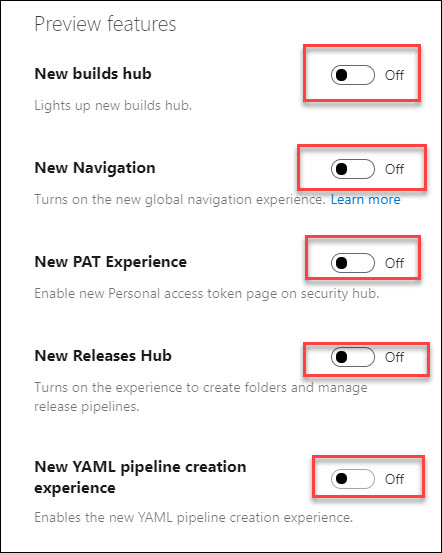 Preview features
New builds hub
Off
Lights up new builds hub.
New Navigation
Off
Turns on the new global navigation experience. Learn more
New PAT Experience
Off
Enable new Personal access token page on security hub.
New Releases Hub
Off
Turns on the experience to create folders and manage
release pipelines.
New YAML pipeline creation
experience
Off
Enables the new YAML pipeline creation experience.